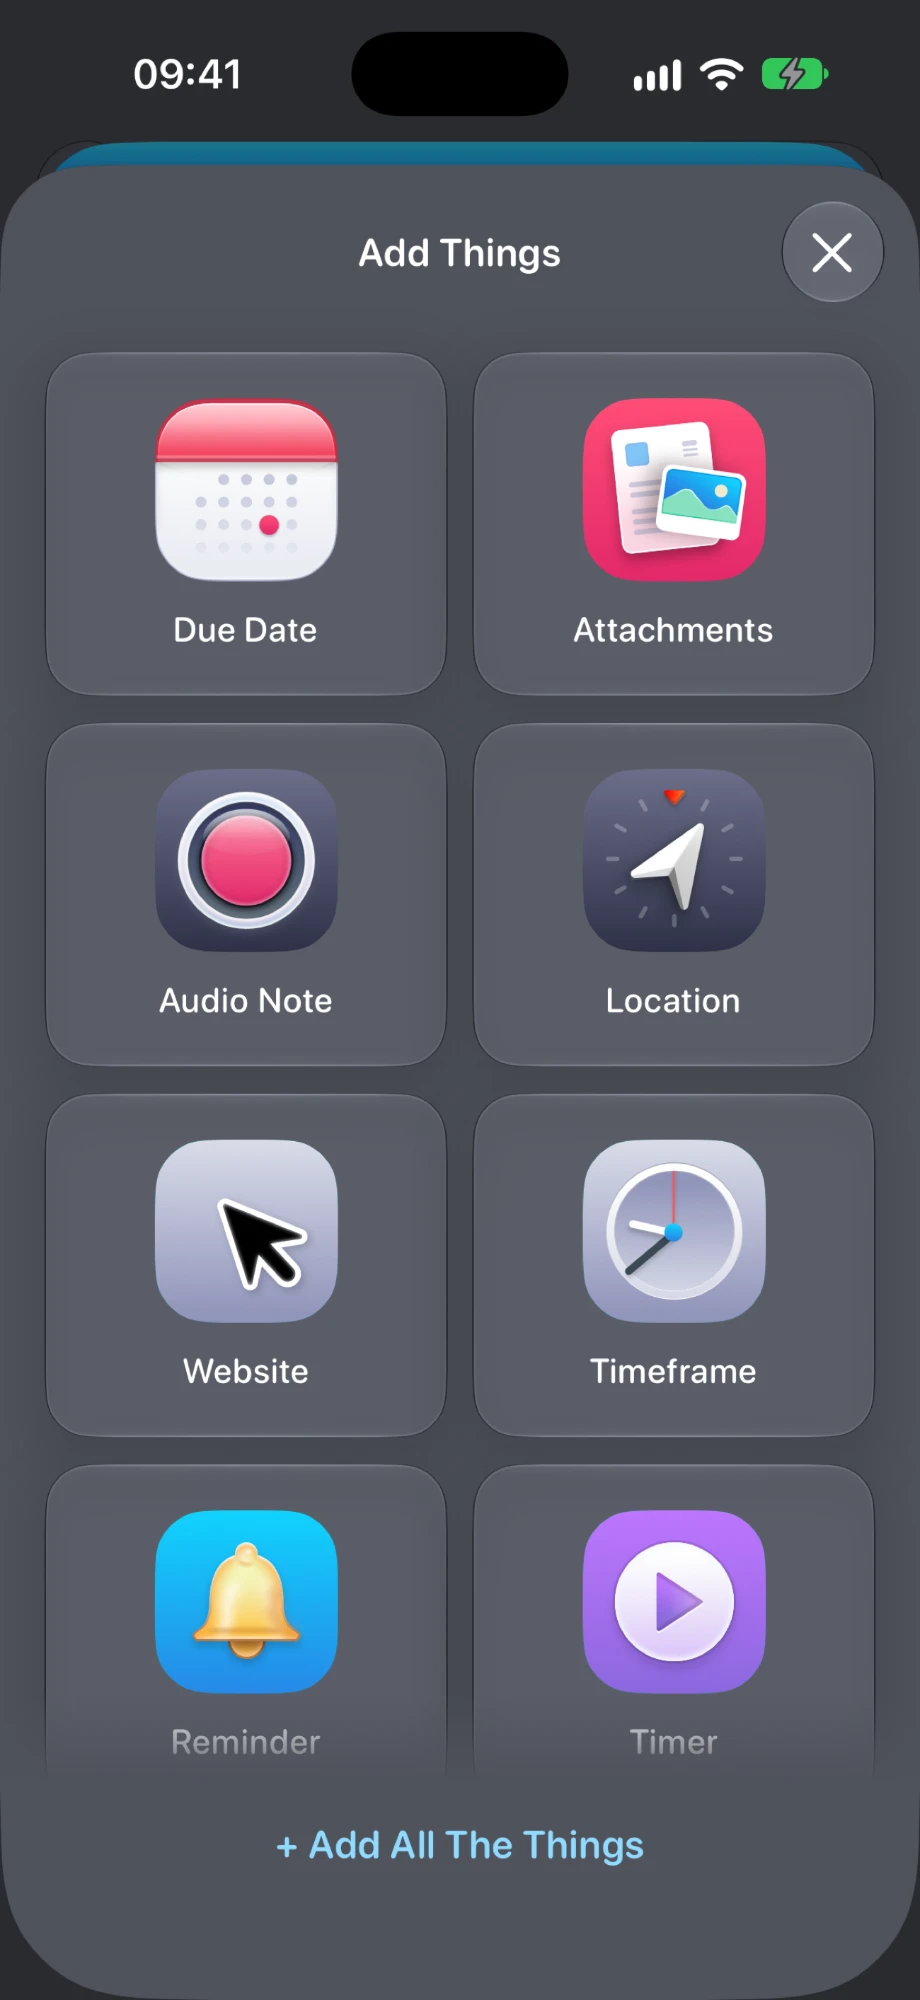 09:41
Add Things
Due Date
Attachments
Audio Note
Location
Website
Timeframe
Reminder
Timer
+ Add All The Things